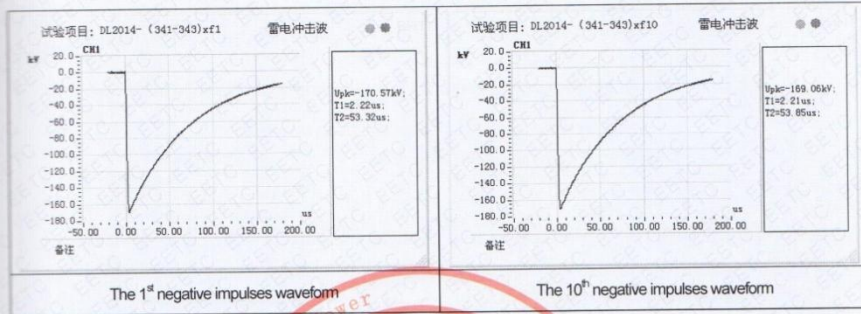 试验项目: DL2014- (341-343)xf1 雷电冲击波
kV
CH1
20.0
0.0
-20.0
-40.0
-60.0
-80.0
-100.0
-120.0
-140.0
-160.0
-180.0
-50.00 0.00 50.00 100.00 150.00 200.00
us
Upk=-170.57kV;
T1=2.22us;
T2=53.32us;
备注
The 1st negative impulses waveform
试验项目: DL2014- (341-343)xf10 雷电冲击波
kV
CH1
20.0
0.0
-20.0
-40.0
-60.0
-80.0
-100.0
-120.0
-140.0
-160.0
-180.0
-50.00 0.00 50.00 100.00 150.00 200.00
us
Upk=-169.06kV;
T1=2.21us;
T2=53.85us;
备注
The 10th negative impulses waveform
EETC